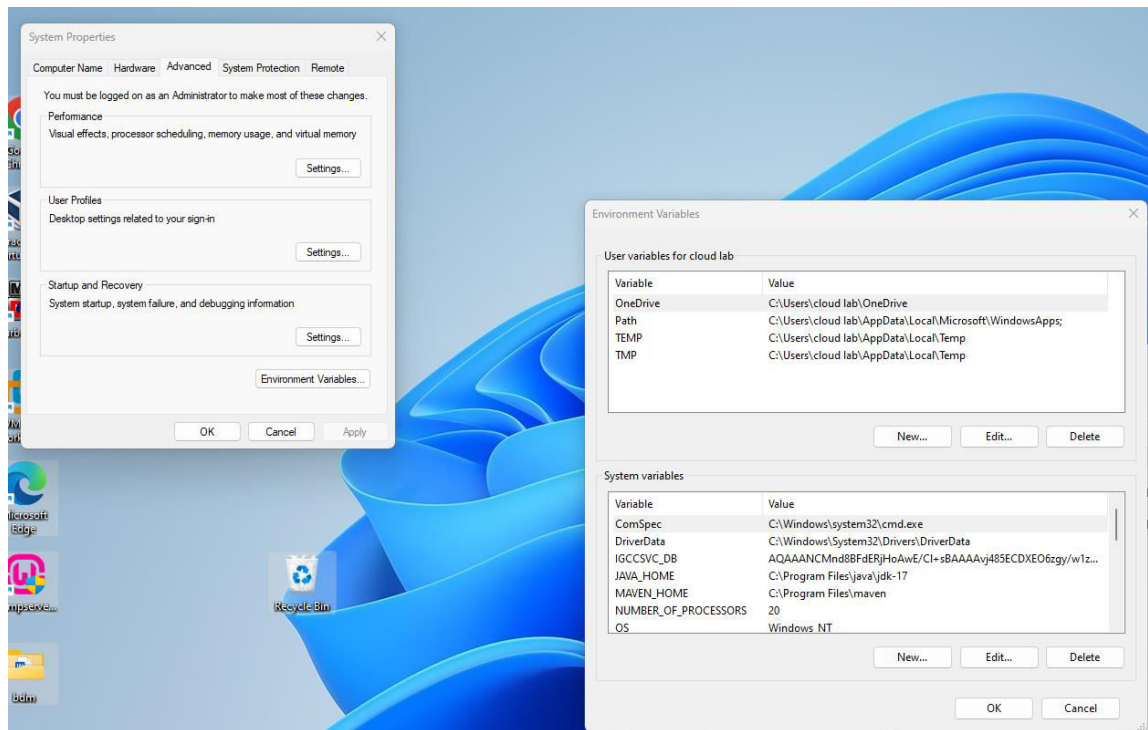 System Properties
Computer Name Hardware Advanced System Protection Remote
You must be logged on as an Administrator to make most of these changes.
Performance
Visual effects, processor scheduling, memory usage, and virtual memory
Settings...
User Profiles
Desktop settings related to your sign-in
Settings...
Startup and Recovery
System startup, system failure, and debugging information
Settings...
Environment Variables...
OK Cancel Apply
Edge
Recycle Bin
bdm
Environment Variables
User variables for cloud lab
Variable Value
OneDrive C:\Users\cloud lab\OneDrive
Path C:\Users\cloud lab\AppData\Local\Microsoft\WindowsApps;
TEMP C:\Users\cloud lab\AppData\Local\Temp
TMP C:\Users\cloud lab\AppData\Local\Temp
New... Edit... Delete
System variables
Variable Value
ComSpec C:\Windows\system32\cmd.exe
DriverData C:\Windows\System32\Drivers\DriverData
IGCCSVC_DB AQAAANCMnd8BFdERjHoAwE/Cl+sBAAAAvj485ECDXEO6zgy/w1z...
JAVA_HOME C:\Program Files\java\jdk-17
MAVEN_HOME C:\Program Files\maven
NUMBER_OF_PROCESSORS 20
OS Windows_NT
New... Edit... Delete
OK Cancel